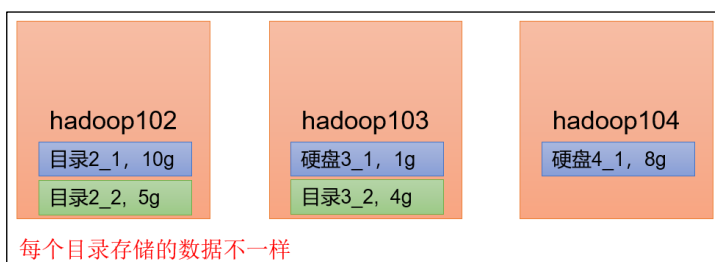 hadoop102
目录2_1，10g
目录2_2, 5g
hadoop103
硬盘3_1，1g
目录3_2, 4g
hadoop104
硬盘4_1，8g
每个目录存储的数据不一样